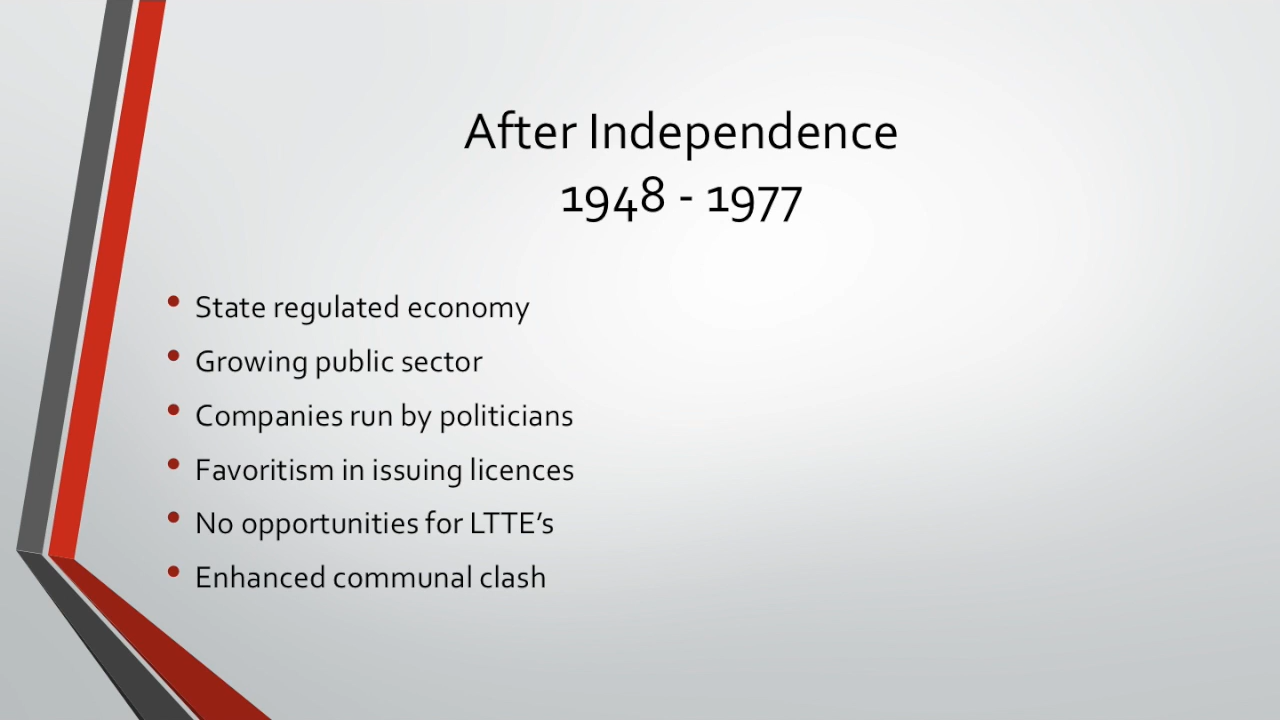 After Independence
1948 - 1977
• State regulated economy
• Growing public sector
• Companies run by politicians
• Favoritism in issuing licences
• No opportunities for LTTE’s
• Enhanced communal clash